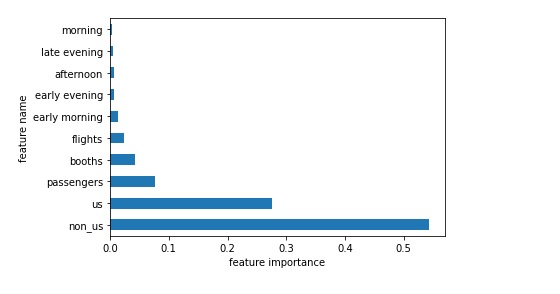 morning
late evening
afternoon
early evening
early morning
flights
booths
passengers
us
non_us
feature name
0.0 0.1 0.2 0.3 0.4 0.5
feature importance